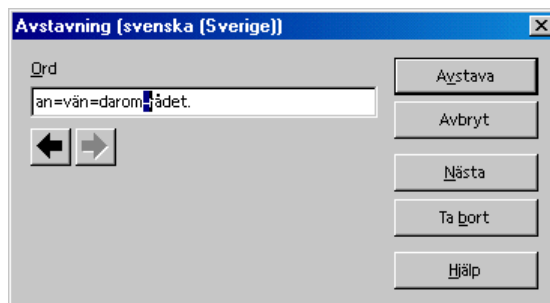 Avstavning (svenska (Sverige))
Ord
an=vän=darom-rådet.
Avstava
Avbryt
Nästa
Ta bort
Hjälp